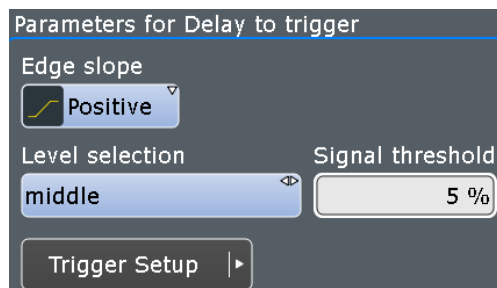 Parameters for Delay to trigger
Edge slope
Positive
Level selection Signal threshold
middle 5 %
Trigger Setup